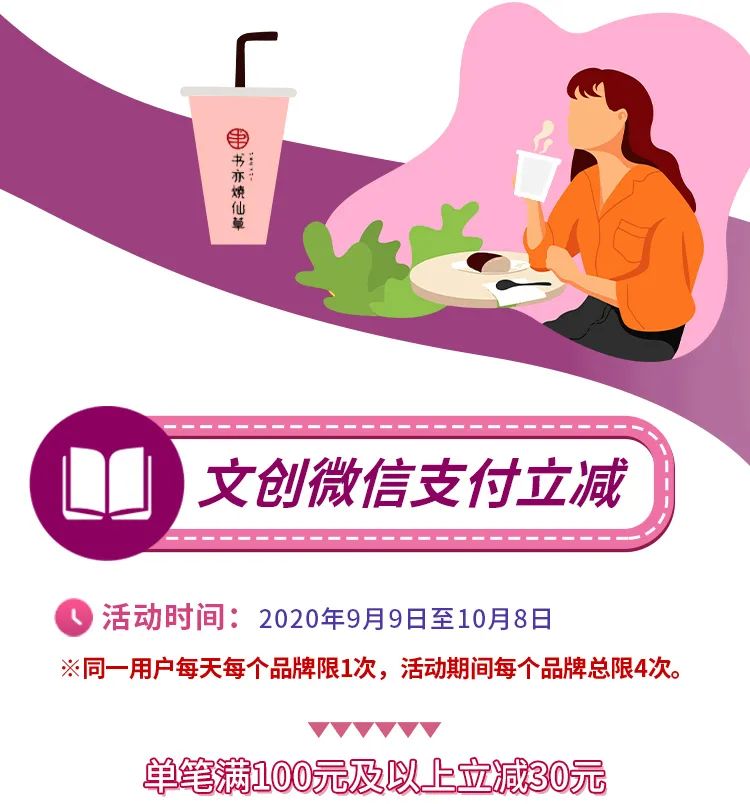 书亦燒仙草
文创微信支付立减
活动时间：2020年9月9日至10月8日
※同一用户每天每个品牌限1次，活动期间每个品牌总限4次。
单笔满100元及以上立减30元